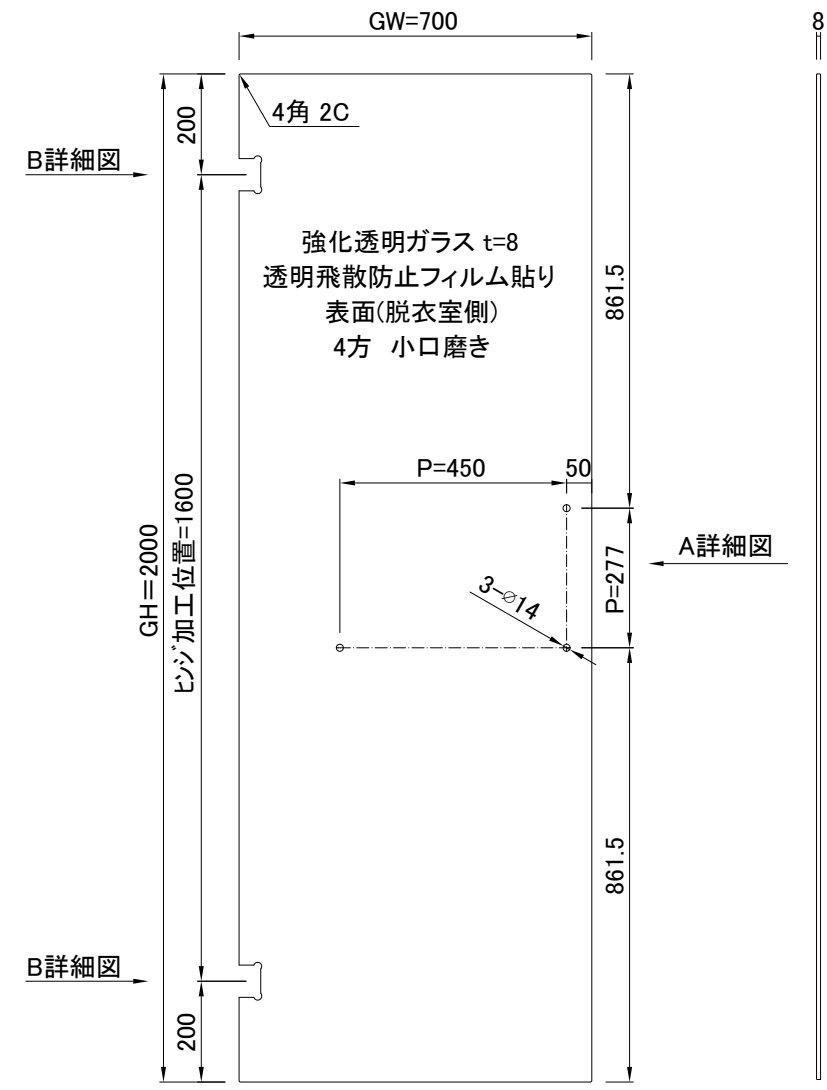 GW=700
8
4角 2C
200
B詳細図
強化透明ガラス t=8
透明飛散防止フィルム貼り
表面(脱衣室側)
4方 小口磨き
861.5
P=450
50
GH=2000
ヒンジ加工位置=1600
A詳細図
P=277
3-∅14
861.5
B詳細図
200